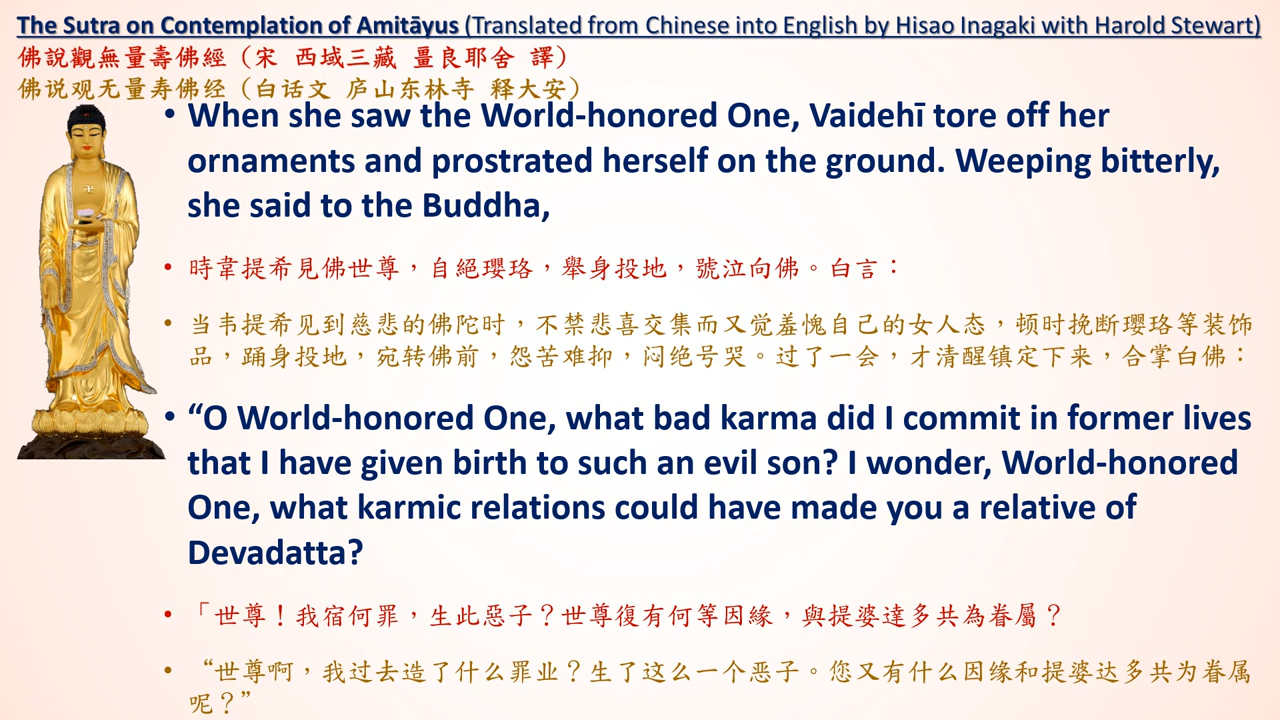 The Sutra on Contemplation of Amitāyus (Translated from Chinese into English by Hisao Inagaki with Harold Stewart)
佛說觀無量壽佛經（宋 西域三藏 畺良耶舍 譯）
佛说观无量寿佛经（白话文 庐山东林寺 释大安）
• When she saw the World-honored One, Vaidehī tore off her
ornaments and prostrated herself on the ground. Weeping bitterly,
she said to the Buddha,
• 時韋提希見佛世尊，自絕瓔珞，舉身投地，號泣向佛。白言：
• 当韦提希见到慈悲的佛陀时，不禁悲喜交集而又觉羞愧自己的女人态，顿时挽断璎珞等装饰
品，踊身投地，宛转佛前，怨苦难抑，闷绝号哭。过了一会，才清醒镇定下来，合掌白佛：
• “O World-honored One, what bad karma did I commit in former lives
that I have given birth to such an evil son? I wonder, World-honored
One, what karmic relations could have made you a relative of
Devadatta?
• 「世尊！我宿何罪，生此惡子？世尊復有何等因緣，與提婆達多共為眷屬？
• “世尊啊，我过去造了什么罪业？生了这么一个恶子。您又有什么因缘和提婆达多共为眷属
呢？”